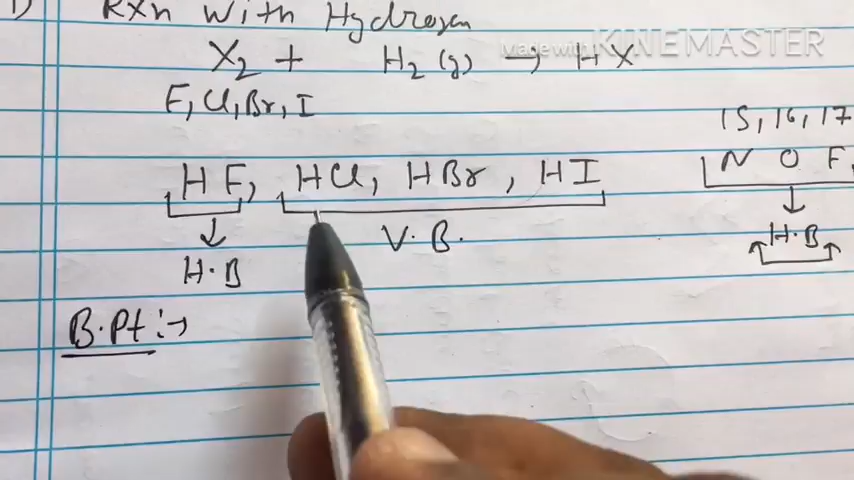 1) RXn with Hydrogen
Made with KINEMASTER
X2 + H2 (g) → HX
F, Cl, Br, I
15, 16, 17
N O F,
HF, HCl, HBr, HI
↓
H·B
↓
H·B
V·B·
B·Pt :→